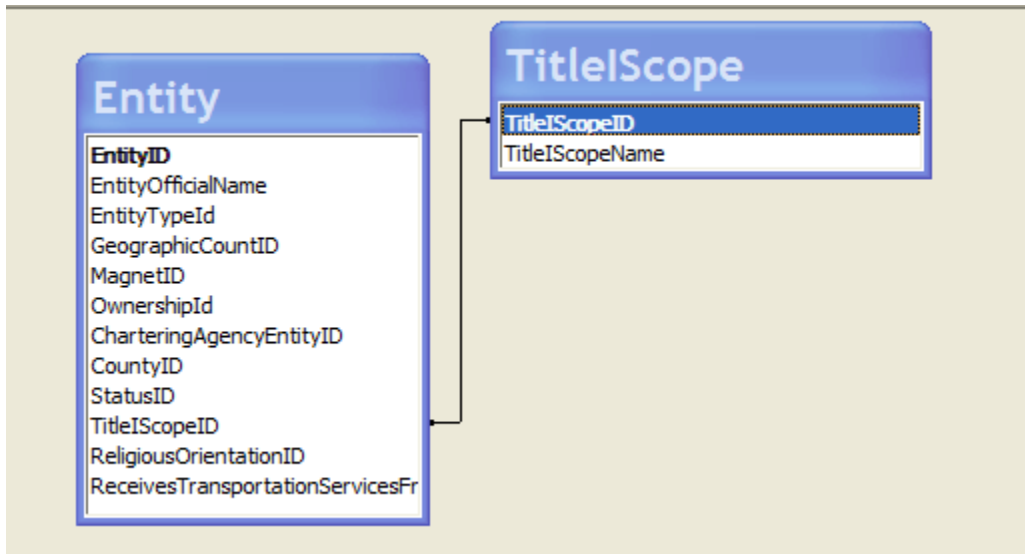 Entity
EntityID
EntityOfficialName
EntityTypeId
GeographicCountID
MagnetID
OwnershipId
CharteringAgencyEntityID
CountyID
StatusID
TitleIScopeID
ReligiousOrientationID
ReceivesTransportationServicesFr
TitleIScope
TitleIScopeID
TitleIScopeName